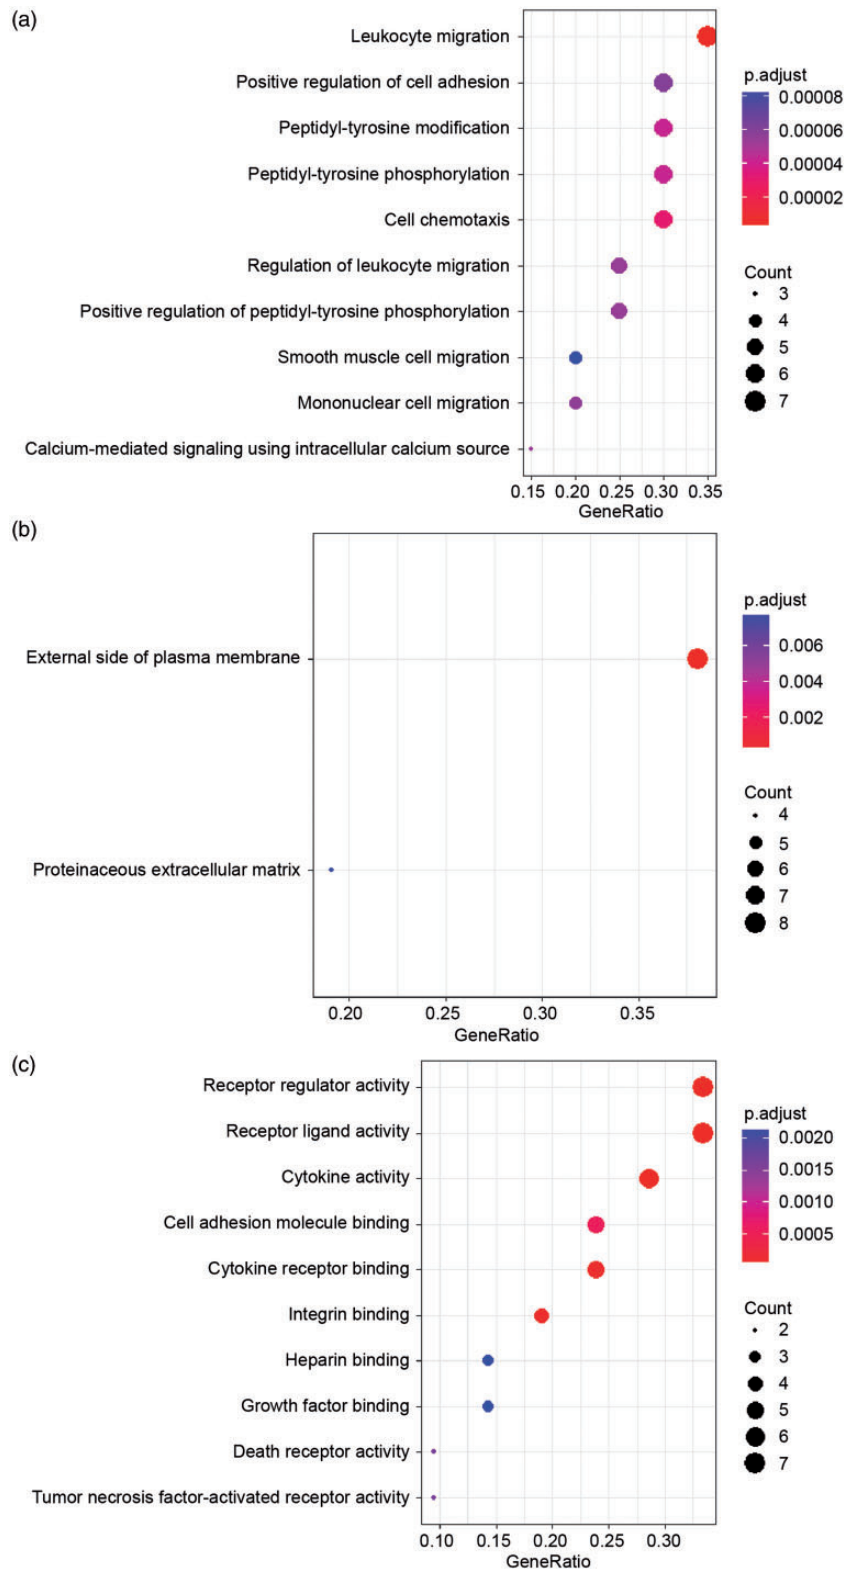 (a)
Leukocyte migration
Positive regulation of cell adhesion
Peptidyl-tyrosine modification
Peptidyl-tyrosine phosphorylation
Cell chemotaxis
Regulation of leukocyte migration
Positive regulation of peptidyl-tyrosine phosphorylation
Smooth muscle cell migration
Mononuclear cell migration
Calcium-mediated signaling using intracellular calcium source
0.15 0.20 0.25 0.30 0.35
GeneRatio
p.adjust
0.00008
0.00006
0.00004
0.00002
Count
3
4
5
6
7
(b)
External side of plasma membrane
Proteinaceous extracellular matrix
0.20 0.25 0.30 0.35
GeneRatio
p.adjust
0.006
0.004
0.002
Count
4
5
6
7
8
(c)
Receptor regulator activity
Receptor ligand activity
Cytokine activity
Cell adhesion molecule binding
Cytokine receptor binding
Integrin binding
Heparin binding
Growth factor binding
Death receptor activity
Tumor necrosis factor-activated receptor activity
0.10 0.15 0.20 0.30
GeneRatio
p.adjust
0.0020
0.0015
0.0010
0.0005
Count
2
3
4
5
6
7